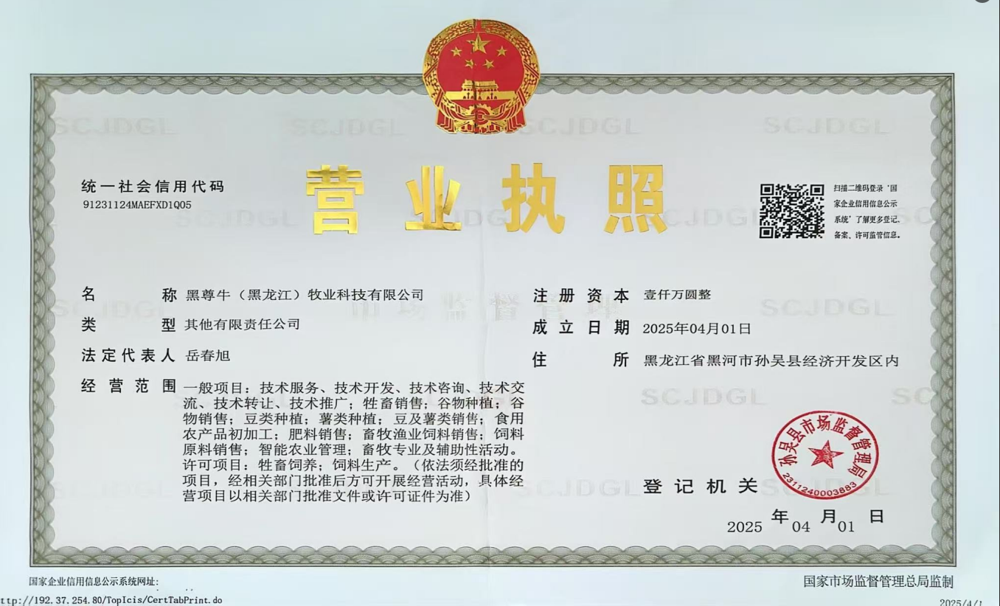 营业执照
统一社会信用代码
91231124MAEFXD1Q05
扫描二维码登录‘国
家企业信用信息公示
系统’了解更多登记、
备案、许可监管信息。
名称 黑尊牛（黑龙江）牧业科技有限公司
类型 其他有限责任公司
法定代表人 岳春旭
经营范围 一般项目：技术服务、技术开发、技术咨询、技术交
流、技术转让、技术推广；牲畜销售；谷物种植；谷
物销售；豆类种植；薯类种植；豆及薯类销售；食用
农产品初加工；肥料销售；畜牧渔业饲料销售；饲料
原料销售；智能农业管理；畜牧专业及辅助性活动。
许可项目：牲畜饲养；饲料生产。（依法须经批准的
项目，经相关部门批准后方可开展经营活动，具体经
营项目以相关部门批准文件或许可证件为准）
注册资本 壹仟万圆整
成立日期 2025年04月01日
住所 黑龙江省黑河市孙吴县经济开发区内
登记机关
孙吴县市场监督管理局
2311240003883
2025年04月01日
SCJDGL
市场监督管理
国家企业信用信息公示系统网址：
国家市场监督管理总局监制
ttp://192.37.254.80/TopIcis/CertTabPrint.do
2025/4/1